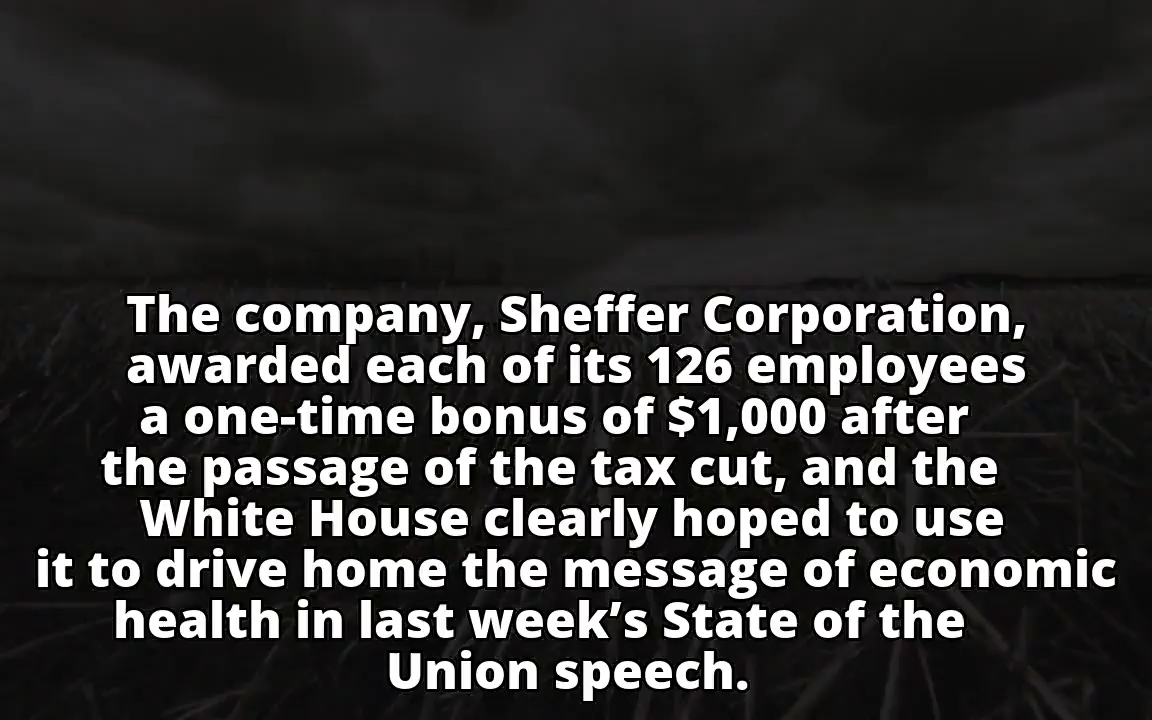 The company, Sheffer Corporation,
awarded each of its 126 employees
a one-time bonus of $1,000 after
the passage of the tax cut, and the
White House clearly hoped to use
it to drive home the message of economic
health in last week’s State of the
Union speech.